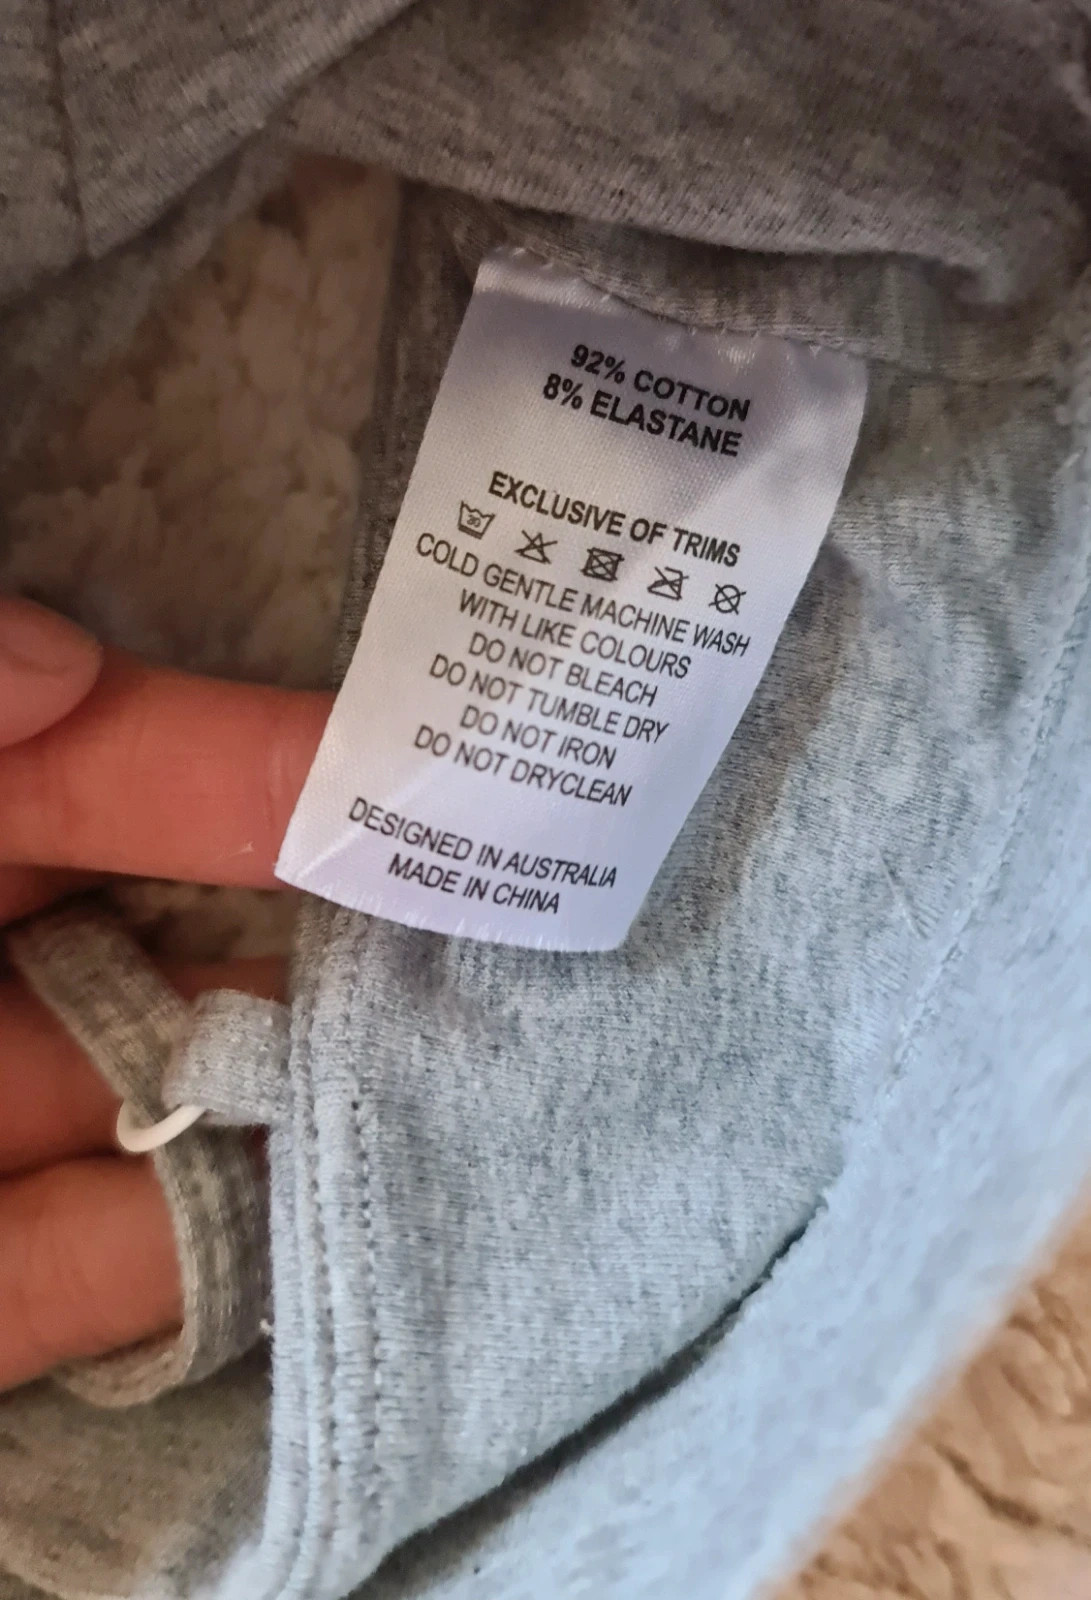 92% COTTON
8% ELASTANE
EXCLUSIVE OF TRIMS
30
COLD GENTLE MACHINE WASH
WITH LIKE COLOURS
DO NOT BLEACH
DO NOT TUMBLE DRY
DO NOT IRON
DO NOT DRYCLEAN
DESIGNED IN AUSTRALIA
MADE IN CHINA